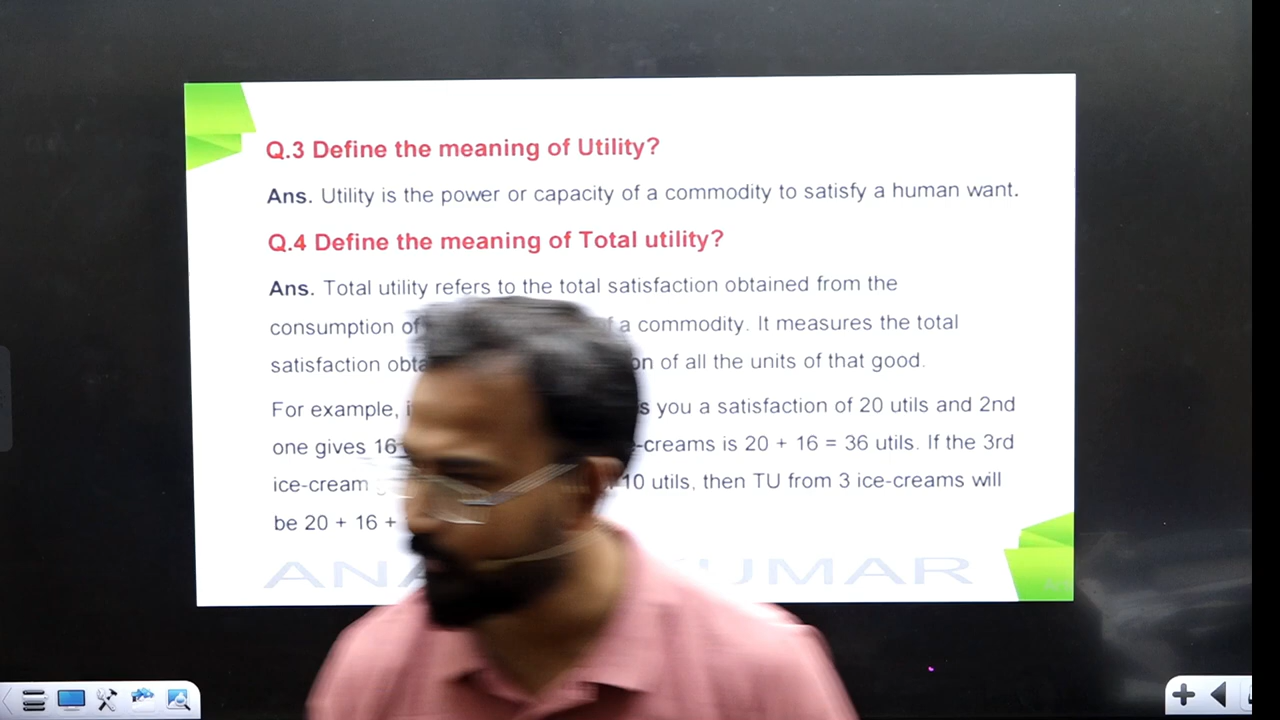 Q.3 Define the meaning of Utility?
Ans. Utility is the power or capacity of a commodity to satisfy a human want.
Q.4 Define the meaning of Total utility?
Ans. Total utility refers to the total satisfaction obtained from the
consumption of a commodity. It measures the total
satisfaction of all the units of that good.
For example, you a satisfaction of 20 utils and 2nd
one gives 16 -creams is 20 + 16 = 36 utils. If the 3rd
ice-cream 10 utils, then TU from 3 ice-creams will
be 20 + 16 +